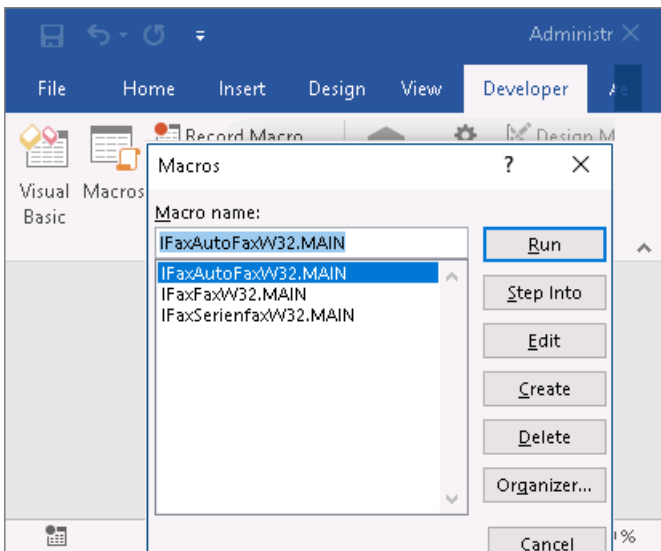 Administr
File Home Insert Design View Developer
Record Macro Design M
Visual Basic
Macros
Macros ?
Macro name:
IFaxAutoFaxW32.MAIN
IFaxAutoFaxW32.MAIN
IFaxFaxW32.MAIN
IFaxSerienfaxW32.MAIN
Run
Step Into
Edit
Create
Delete
Organizer...
Cancel
%